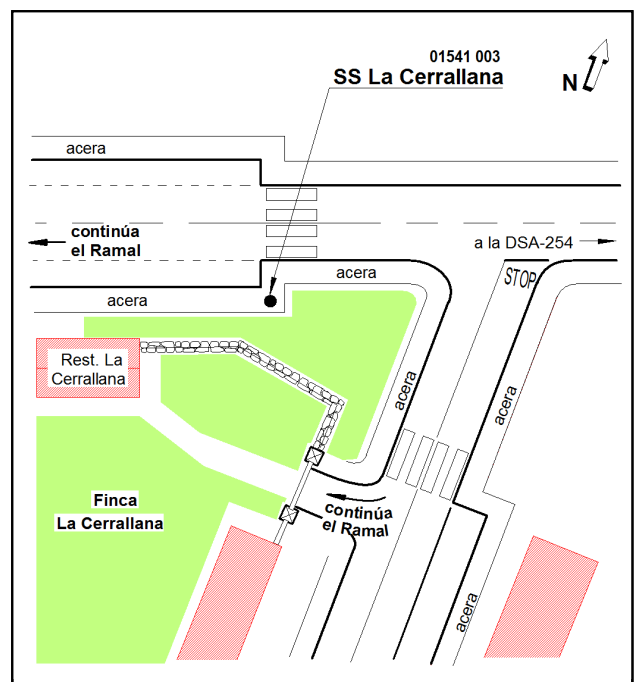 01541 003
SS La Cerrallana
N
acera
continúa
el Ramal
a la DSA-254
acera
STOP
acera
Rest. La
Cerrallana
acera
acera
Finca
La Cerrallana
continúa
el Ramal
acera